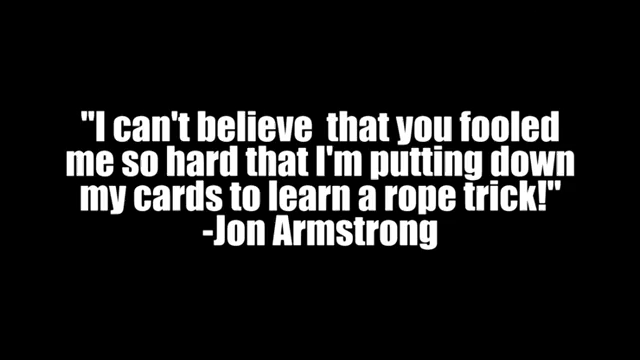 "I can't believe  that you fooled
me so hard that I'm putting down
my cards to learn a rope trick!"
-Jon Armstrong